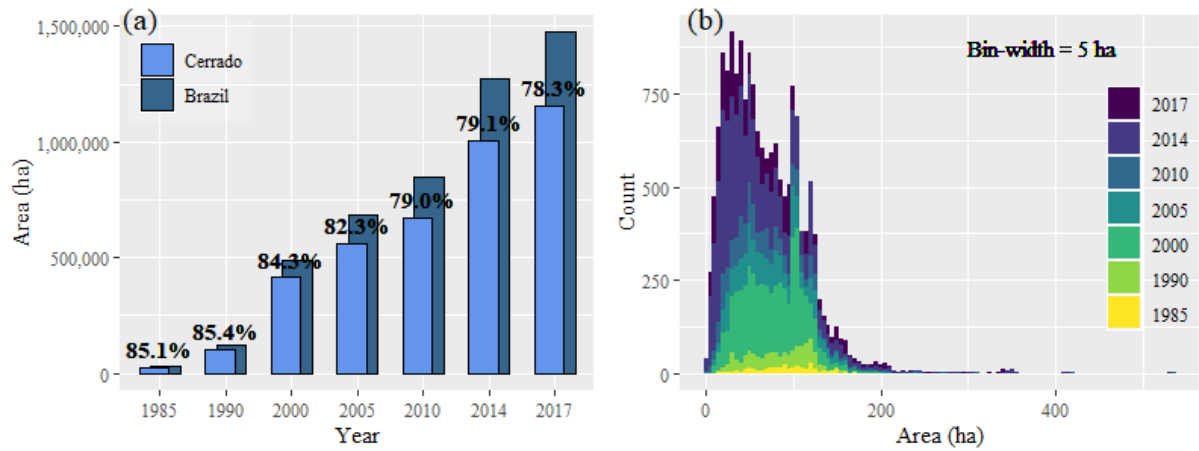 (a)
Cerrado
Brazil
1,500,000
1,000,000
500,000
0
Area (ha)
85.1%
85.4%
84.3%
82.3%
79.0%
79.1%
78.3%
1985 1990 2000 2005 2010 2014 2017
Year
(b)
Bin-width = 5 ha
750
500
250
0
Count
2017
2014
2010
2005
2000
1990
1985
0 200 400
Area (ha)